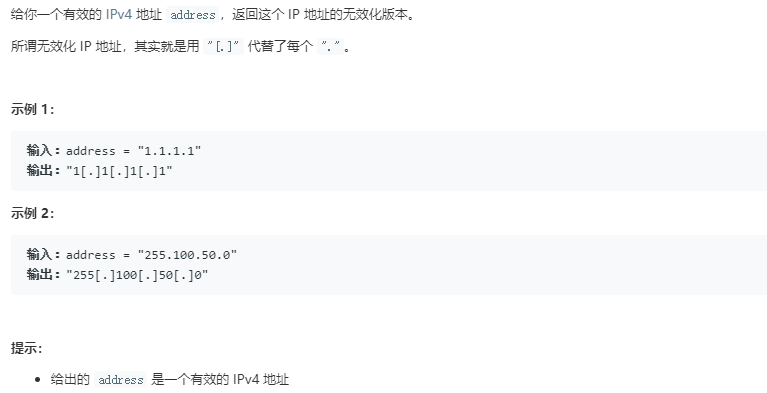 给你一个有效的 IPv4 地址 address，返回这个 IP 地址的无效化版本。
所谓无效化 IP 地址，其实就是用 "[.]" 代替了每个 "."。
示例 1：
输入：address = "1.1.1.1"
输出："1[.]1[.]1[.]1"
示例 2：
输入：address = "255.100.50.0"
输出："255[.]100[.]50[.]0"
提示：
• 给出的 address 是一个有效的 IPv4 地址